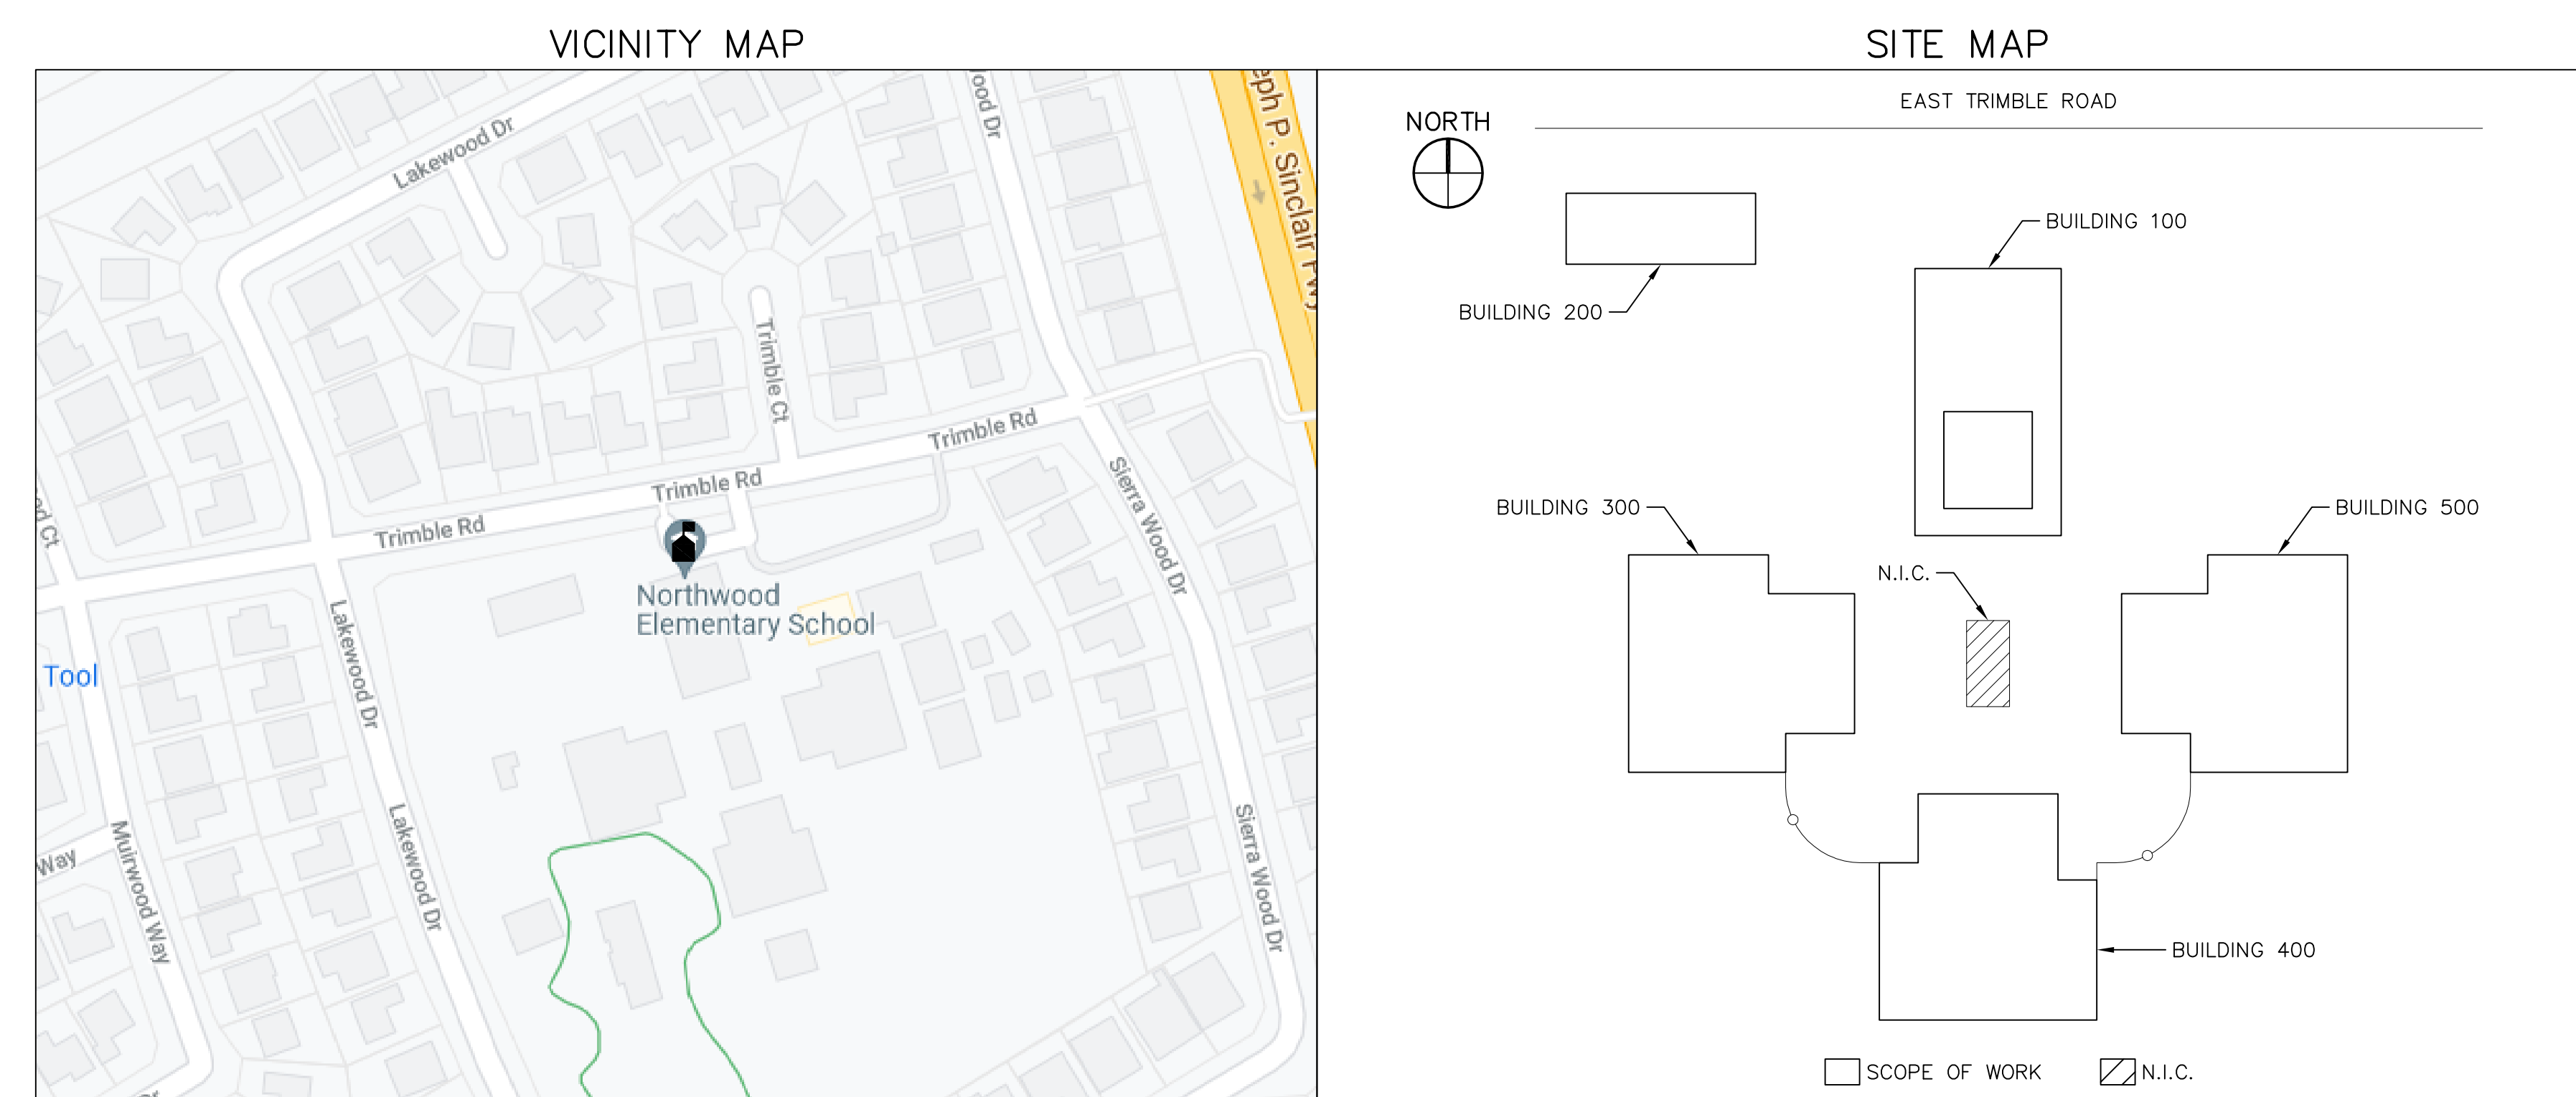 VICINITY MAP
SITE MAP
Lakewood Dr
ood Dr
eph P. Sinclair Fwy
Trimble Ct
Trimble Rd
Trimble Rd
Trimble Rd
Sierra Wood Dr
Northwood
Elementary School
Lakewood Dr
Tool
Lakewood Dr
Muirwood Way
Way
Sierra Wood Dr
EAST TRIMBLE ROAD
NORTH
BUILDING 100
BUILDING 200
BUILDING 300
BUILDING 500
N.I.C.
BUILDING 400
SCOPE OF WORK
N.I.C.